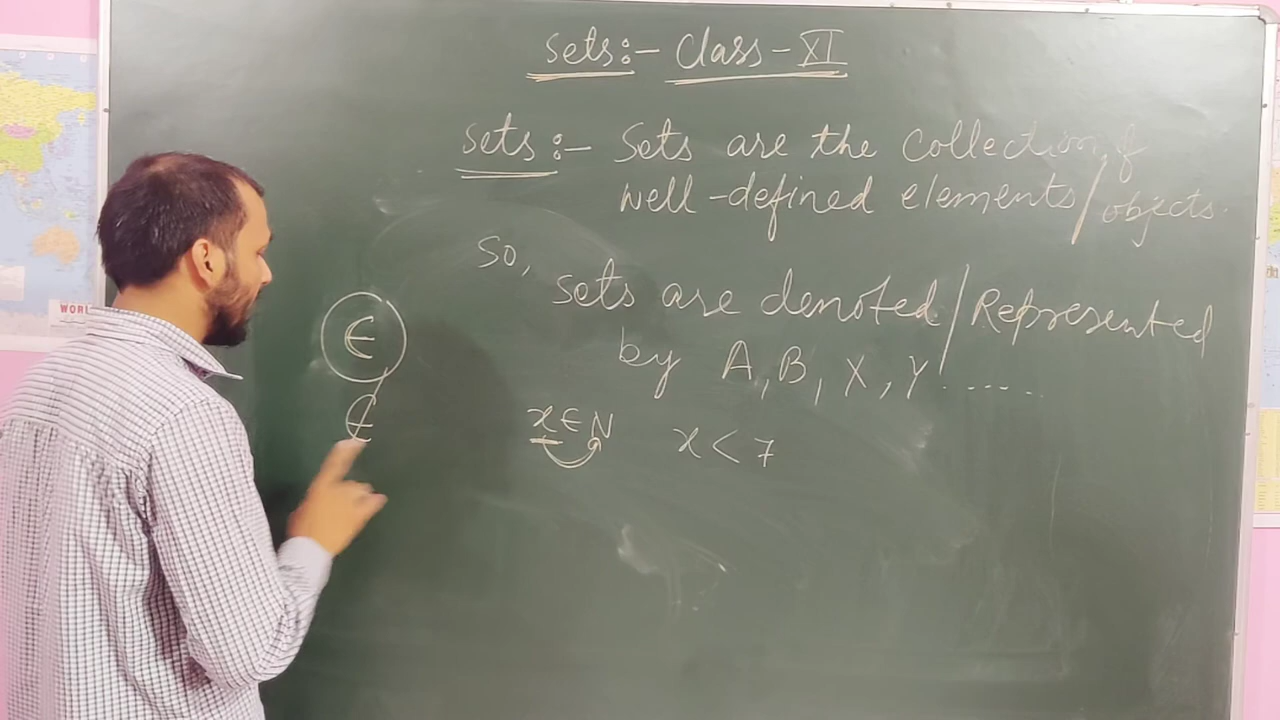 Sets:- Class-XI
Sets:- Sets are the collection of
well-defined elements/objects.
So,
Sets are denoted/Represented
by A, B, X, Y.....
∈
∉
x∈N x<7
WORL